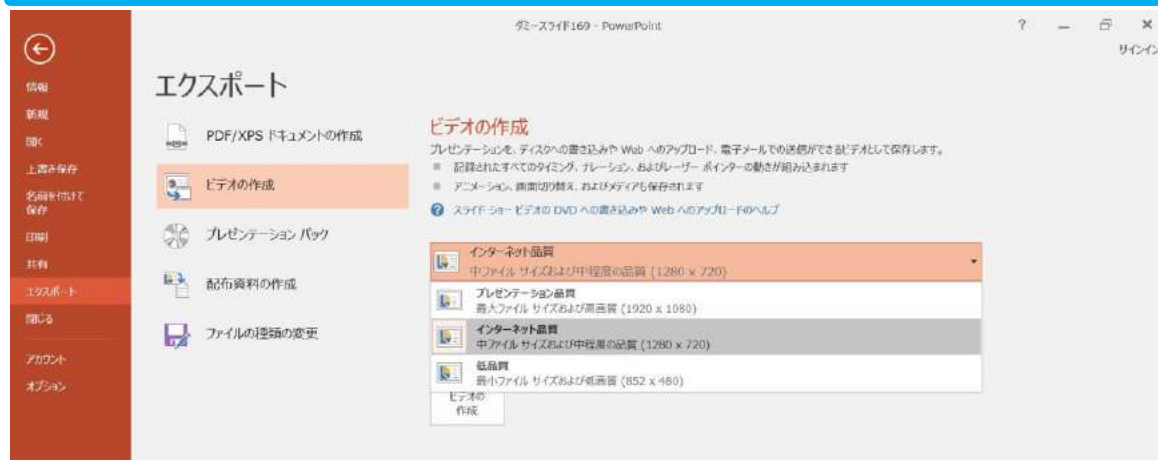 ダミースライド169 - PowerPoint
?
サインイン
情報
新規
開く
上書き保存
名前を付けて
保存
印刷
共有
エクスポート
閉じる
アカウント
オプション
エクスポート
PDF/XPS ドキュメントの作成
ビデオの作成
プレゼンテーション パック
配布資料の作成
ファイルの種類の変更
ビデオの作成
プレゼンテーションを、ディスクへの書き込みや Web へのアップロード、電子メールでの送信ができるビデオとして保存します。
記録されたすべてのタイミング、ナレーション、およびレーザー ポインターの動きが組み込まれます
アニメーション、画面切り替え、およびメディアも保存されます
スライド ショー ビデオの DVD への書き込みや Web へのアップロードのヘルプ
インターネット品質
中ファイル サイズおよび中程度の品質 (1280 x 720)
プレゼンテーション品質
最大ファイル サイズおよび高画質 (1920 x 1080)
インターネット品質
中ファイル サイズおよび中程度の品質 (1280 x 720)
低品質
最小ファイル サイズおよび低画質 (852 x 480)
ビデオの
作成